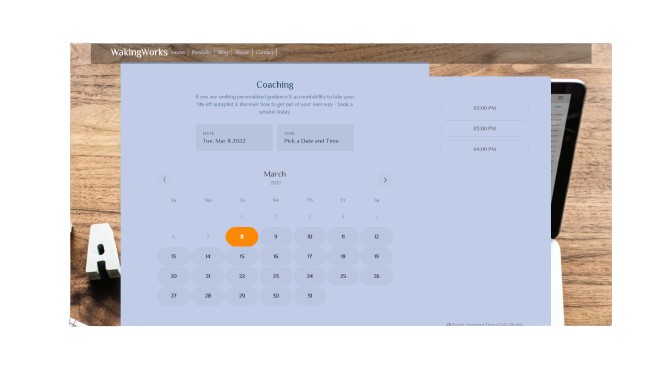 WakingWorks Home Portfolio Blog About Contact
Coaching
If you are seeking personalized guidance & accountability to take your
life off autopilot & discover how to get out of your own way - book a
session today.
DATE
Tue, Mar 8 2022
TIME
Pick a Date and Time
02:00 PM
03:00 PM
04:00 PM
March
2022
Su Mo Tu We Th Fr Sa
1 2 3 4 5
6 7 8 9 10 11 12
13 14 15 16 17 18 19
20 21 22 23 24 25 26
27 28 29 30 31
A